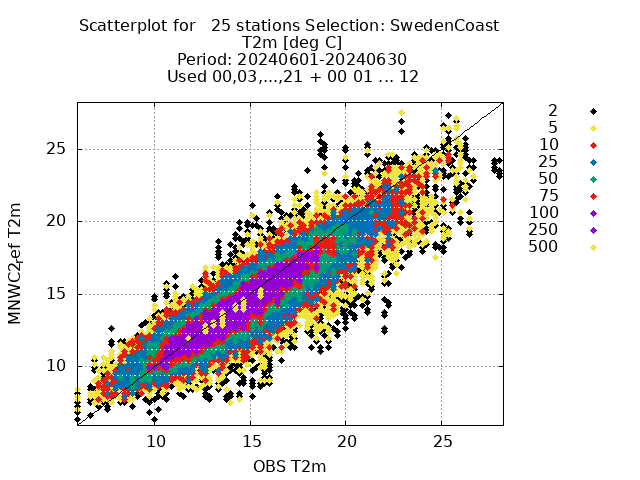 Scatterplot for   25 stations Selection: SwedenCoast
T2m [deg C]
Period: 20240601-20240630
Used 00,03,...,21 + 00 01 ... 12
2
5
10
25
50
75
100
250
500
25
20
15
10
MNWC2ref T2m
10 15 20 25
OBS T2m